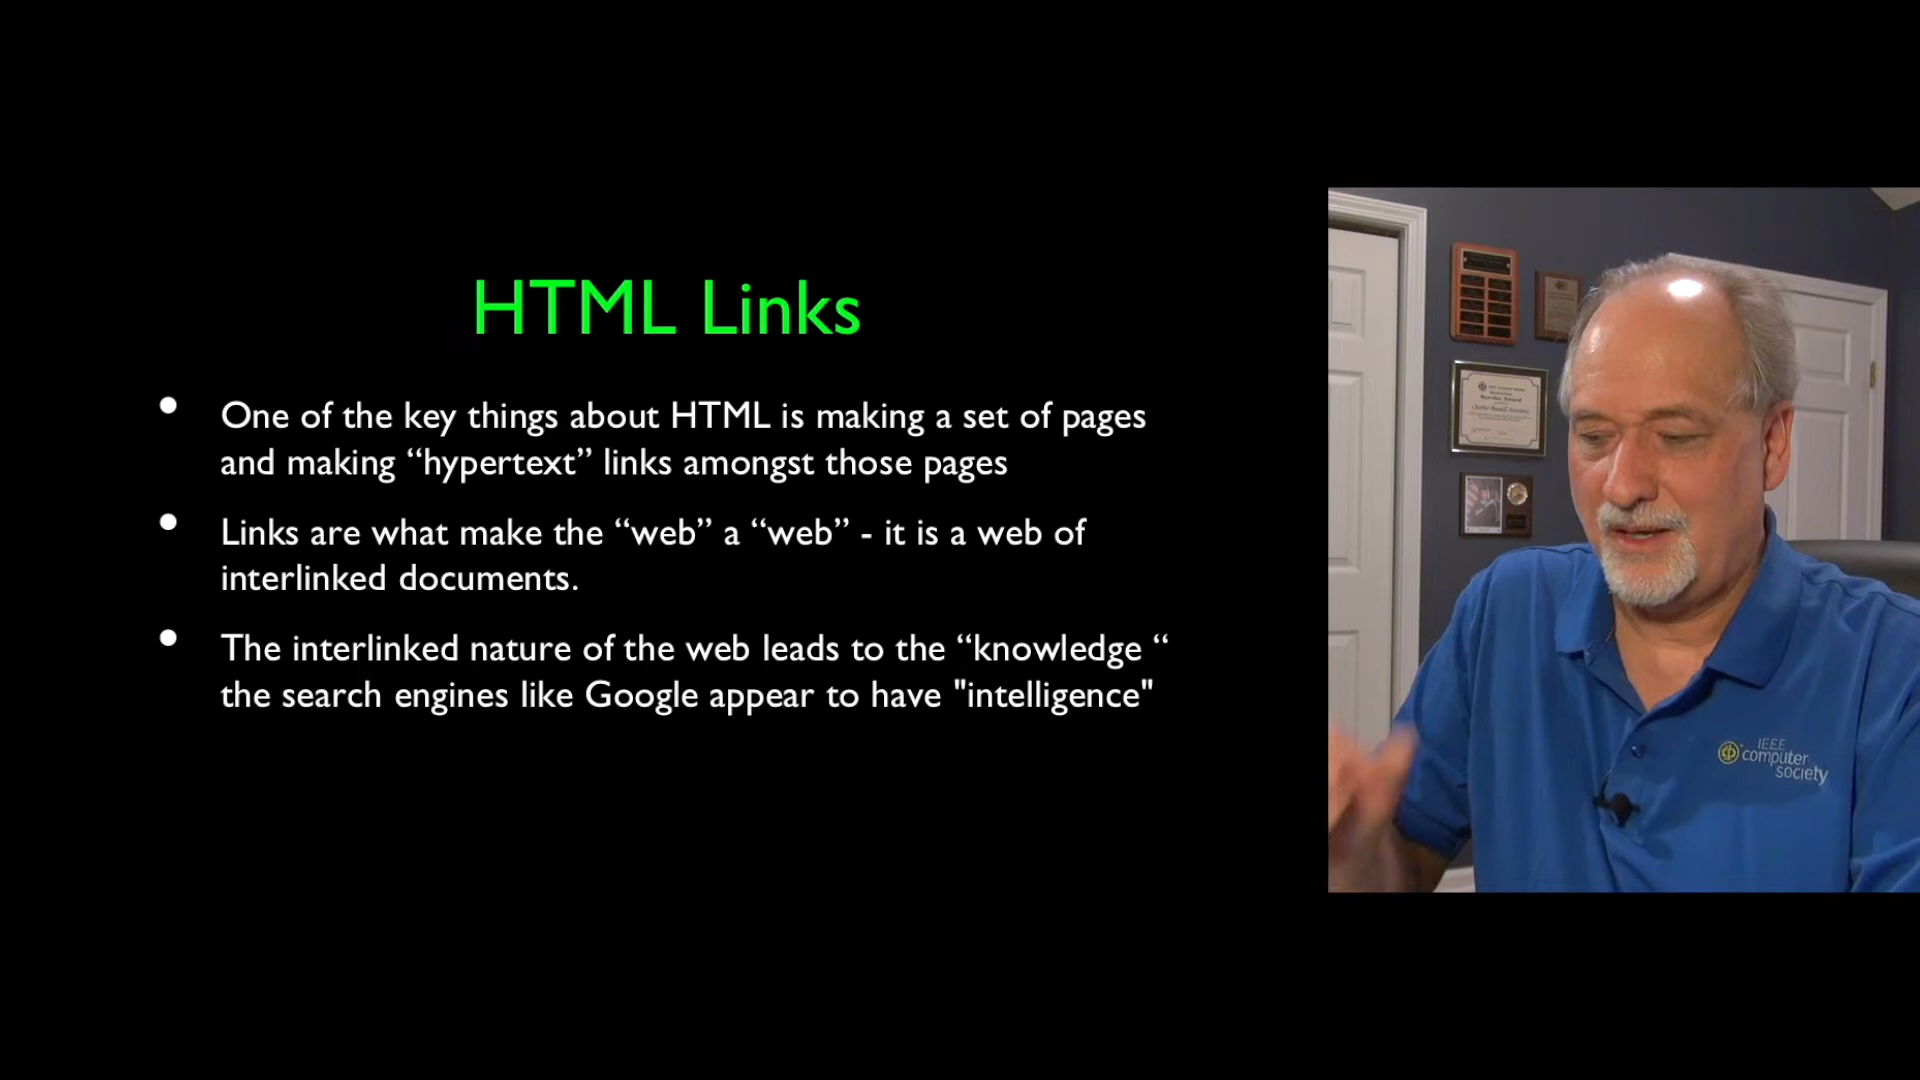 HTML Links
• One of the key things about HTML is making a set of pages
and making “hypertext” links amongst those pages
• Links are what make the “web” a “web” - it is a web of
interlinked documents.
• The interlinked nature of the web leads to the “knowledge “
the search engines like Google appear to have "intelligence"
IEEE
computer
society